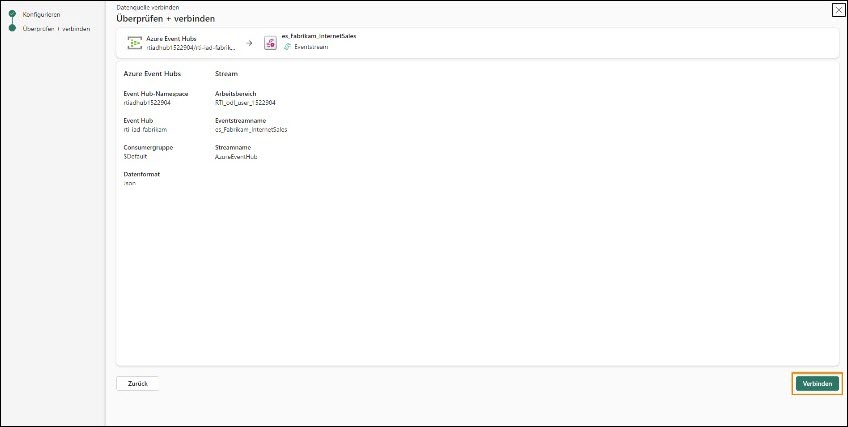 Konfigurieren
Überprüfen + verbinden
Datenquelle verbinden
Überprüfen + verbinden
Azure Event Hubs
rtiadhub1522904/rti-iad-fabrik...
es_Fabrikam_InternetSales
Eventstream
Azure Event Hubs
Stream
Event Hub-Namespace
rtiadhub1522904
Arbeitsbereich
RTI_odl_user_1522904
Event Hub
rti-iad-fabrikam
Eventstreamname
es_Fabrikam_InternetSales
Consumergruppe
$Default
Streamname
AzureEventHub
Datenformat
Json
Zurück
Verbinden